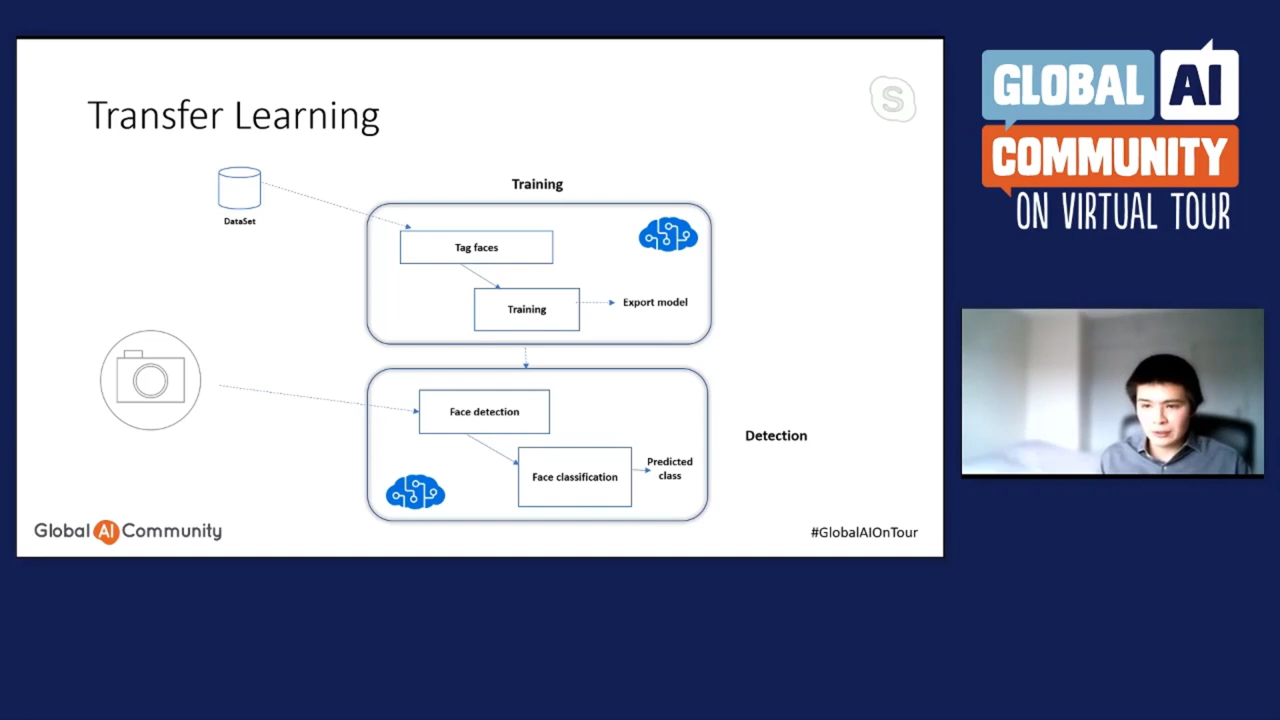 Transfer Learning
S
DataSet
Training
Tag faces
Training
Export model
Face detection
Face classification
Predicted
class
Detection
Global AI Community
#GlobalAIOnTour
GLOBAL AI
COMMUNITY
ON VIRTUAL TOUR